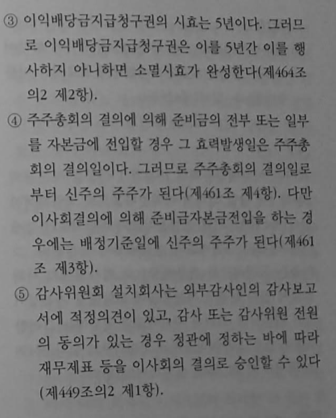 ③ 이익배당금지급청구권의 시효는 5년이다. 그러므
로 이익배당금지급청구권은 이를 5년간 이를 행
사하지 아니하면 소멸시효가 완성한다(제464조
의2 제2항).
④ 주주총회의 결의에 의해 준비금의 전부 또는 일부
를 자본금에 전입할 경우 그 효력발생일은 주주총
회의 결의일이다. 그러므로 주주총회의 결의일로
부터 신주의 주주가 된다(제461조 제4항). 다만
이사회결의에 의해 준비금자본금전입을 하는 경
우에는 배정기준일에 신주의 주주가 된다(제461
조 제3항).
⑤ 감사위원회 설치회사는 외부감사인의 감사보고
서에 적정의견이 있고, 감사 또는 감사위원 전원
의 동의가 있는 경우 정관에 정하는 바에 따라
재무제표 등을 이사회의 결의로 승인할 수 있다
(제449조의2 제1항).